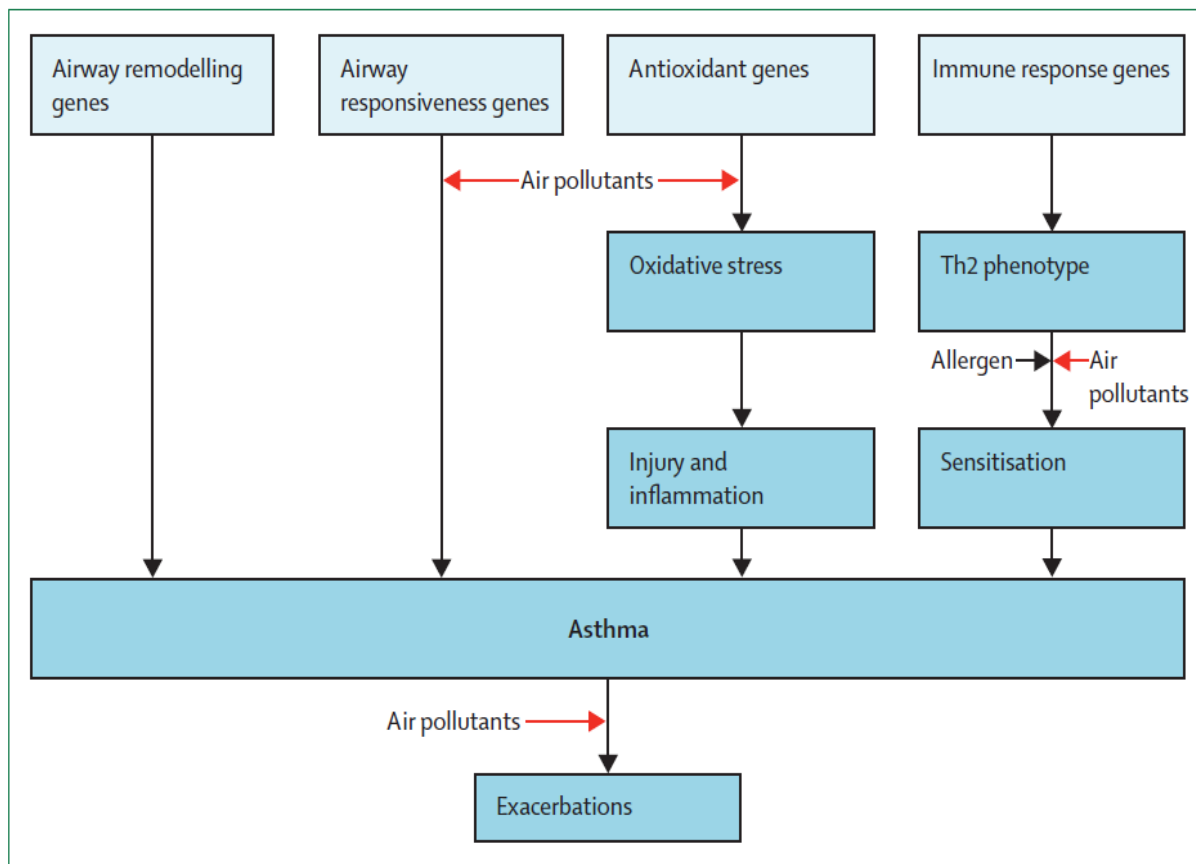 Airway remodelling
genes
Airway
responsiveness genes
Antioxidant genes
Immune response genes
Air pollutants
Oxidative stress
Th2 phenotype
Allergen
Air
pollutants
Injury and
inflammation
Sensitisation
Asthma
Air pollutants
Exacerbations